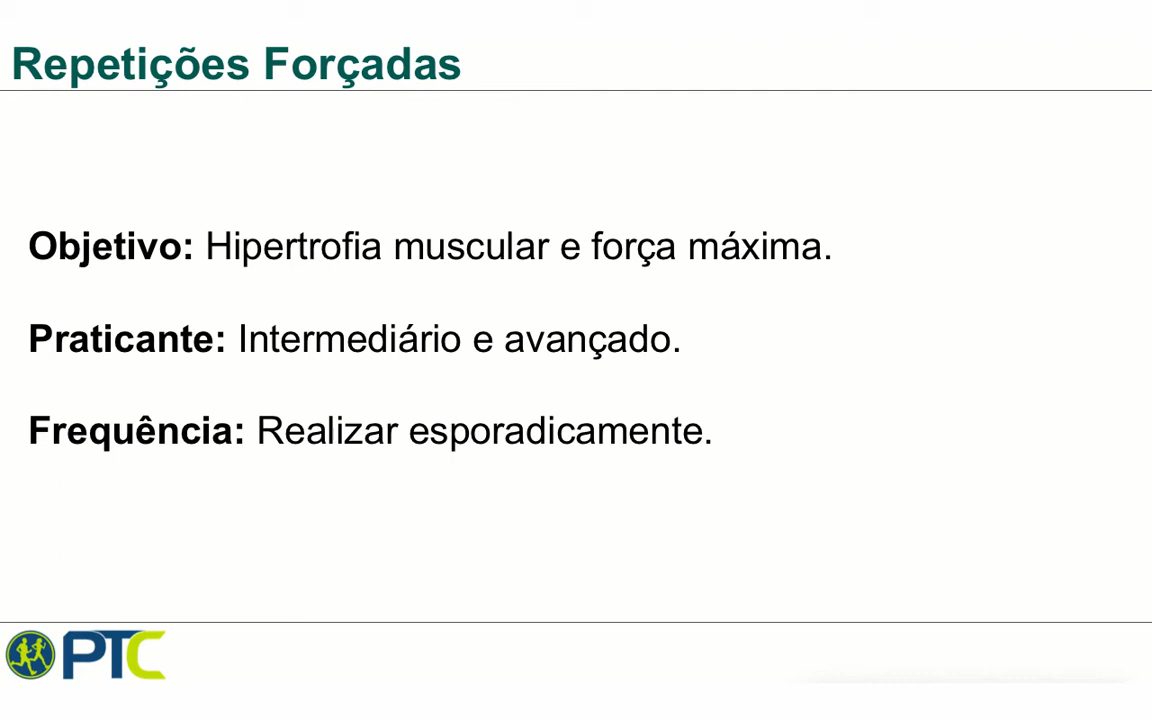 Repetições Forçadas
Objetivo: Hipertrofia muscular e força máxima.
Praticante: Intermediário e avançado.
Frequência: Realizar esporadicamente.
PTC